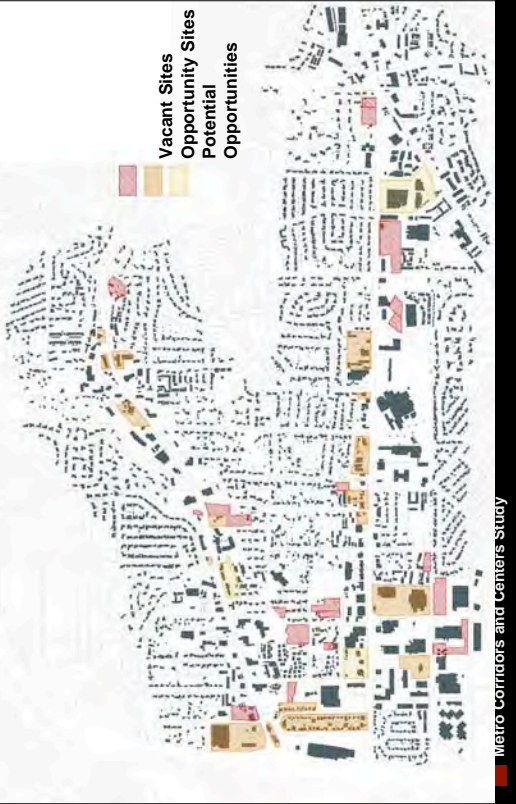 Vacant Sites
Opportunity Sites
Potential
Opportunities
Metro Corridors and Centers Study